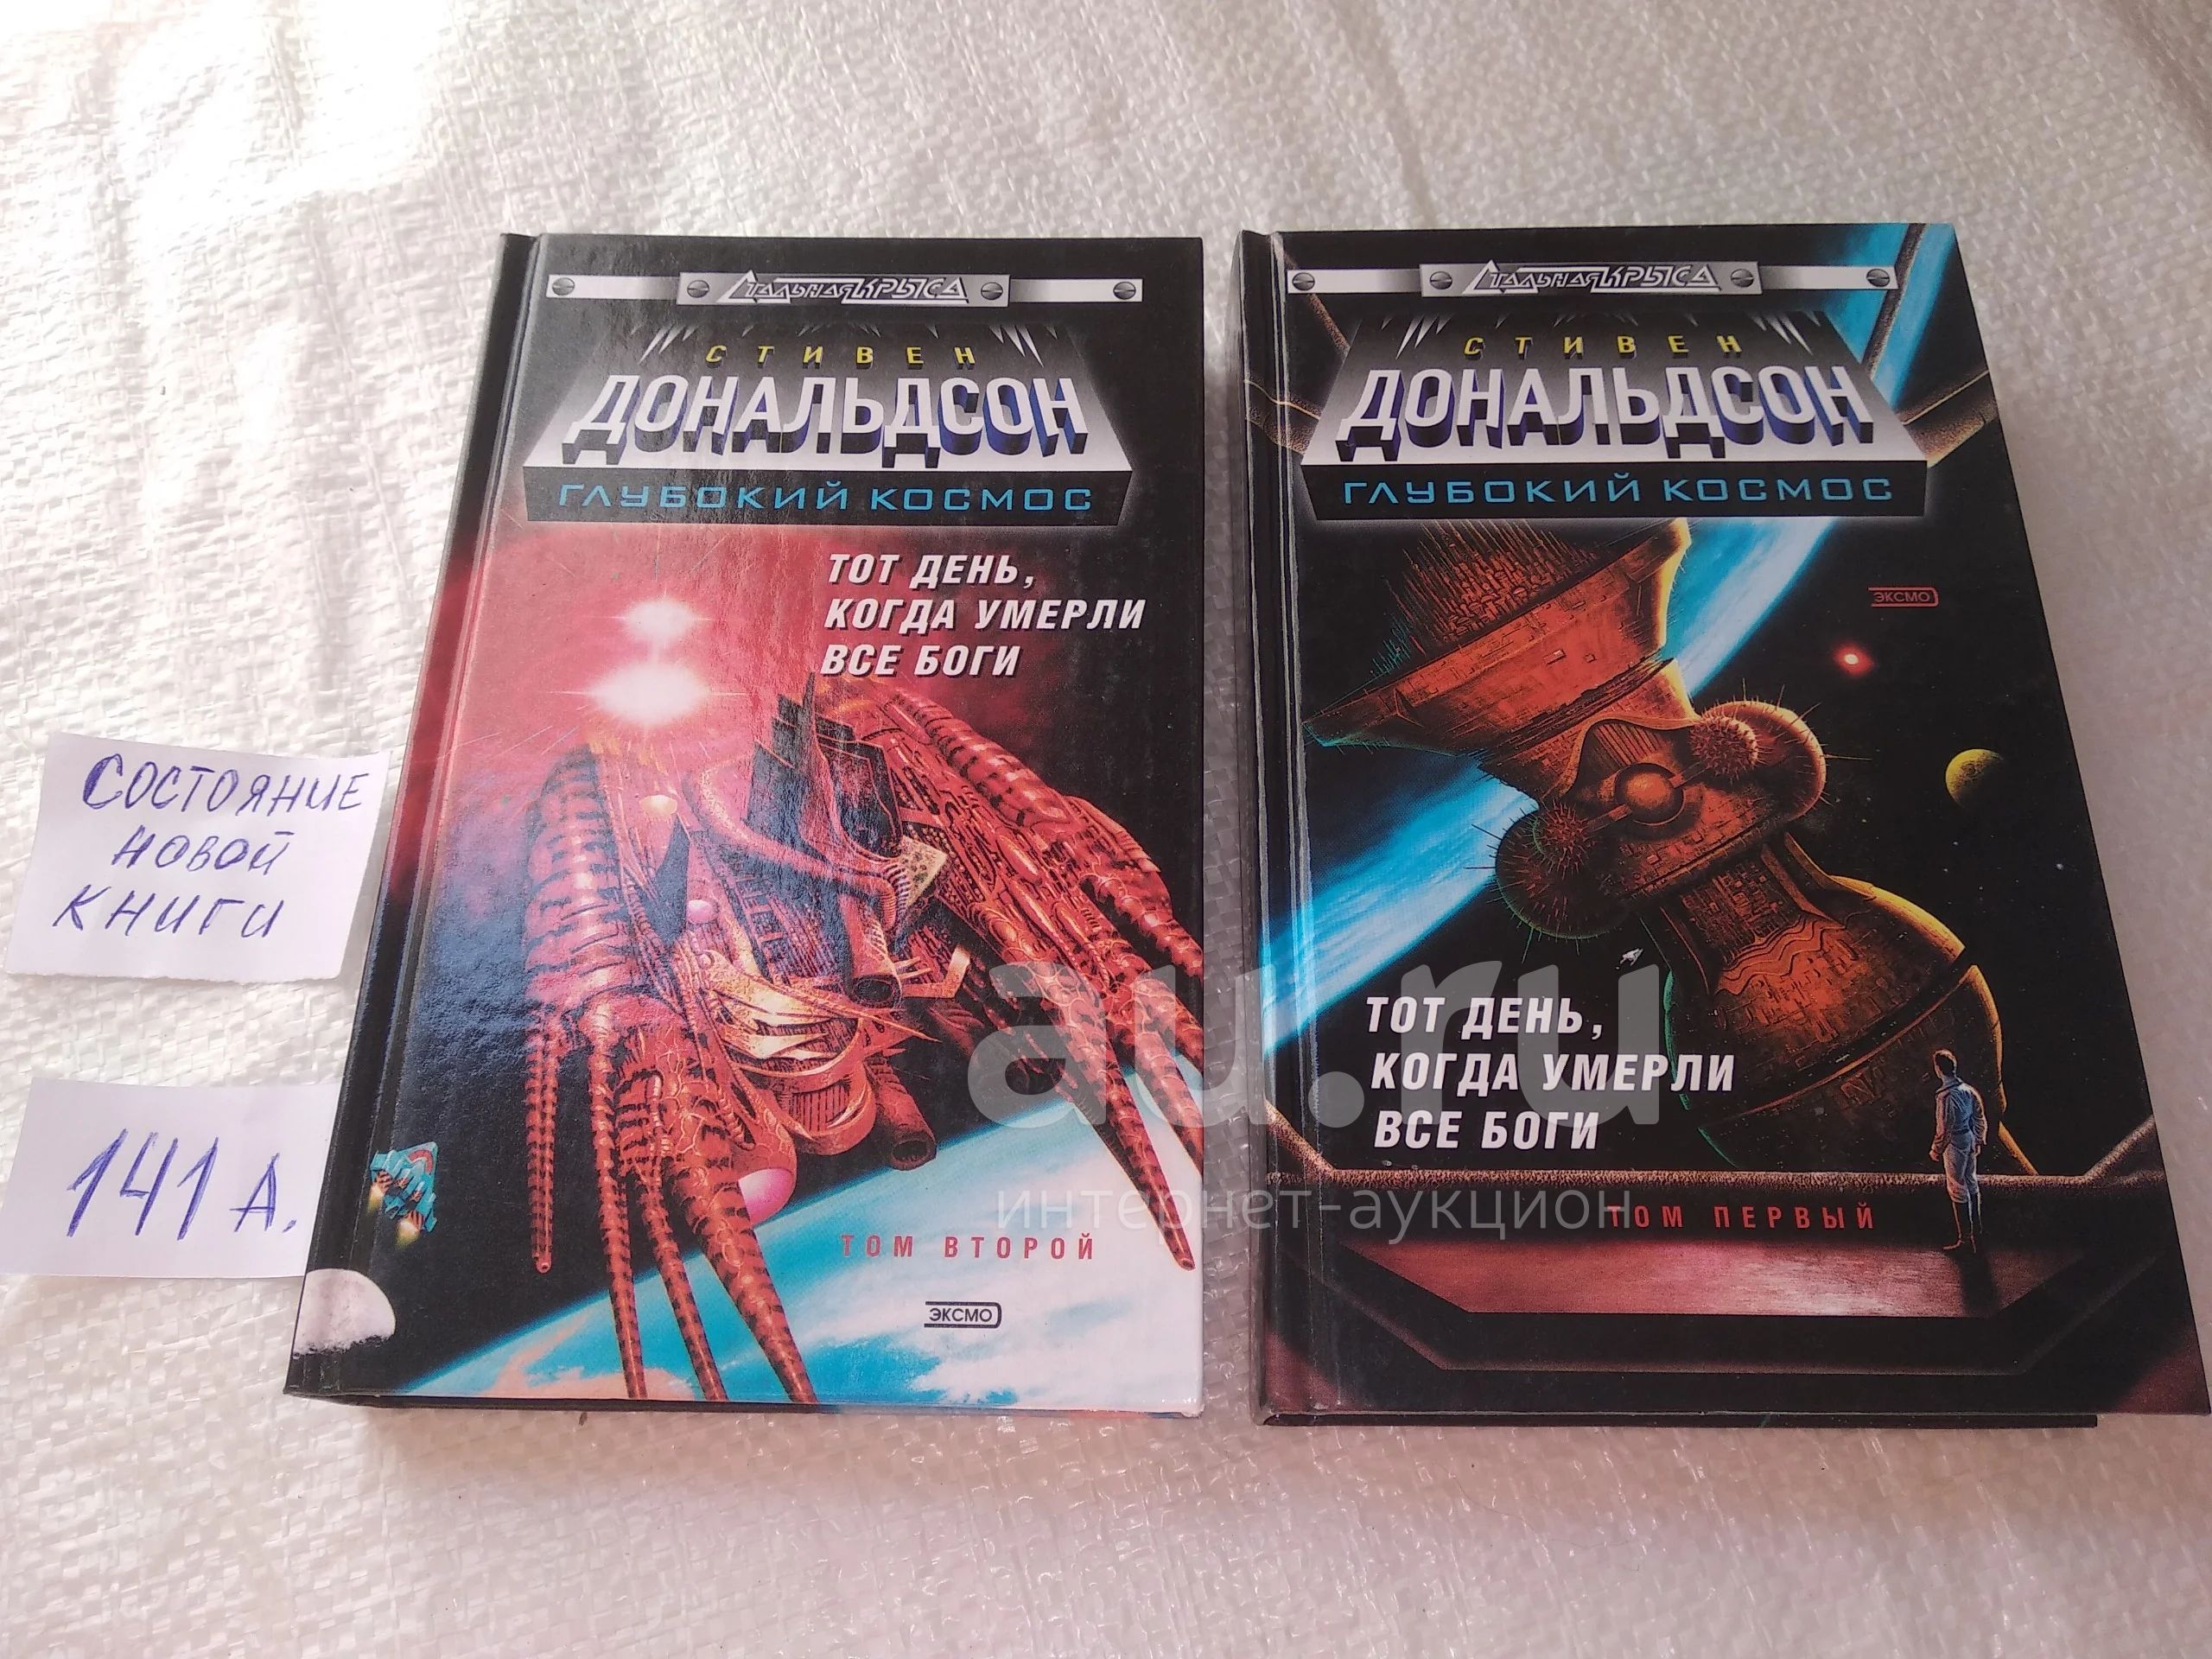 СОСТОЯНИЕ
НОВОЙ
КНИГИ
141 А.
СТАЛЬНАЯ КРЫСА
СТИВЕН
ДОНАЛЬДСОН
ГЛУБОКИЙ КОСМОС
ТОТ ДЕНЬ,
КОГДА УМЕРЛИ
ВСЕ БОГИ
ТОМ ВТОРОЙ
ЭКСМО
СТАЛЬНАЯ КРЫСА
СТИВЕН
ДОНАЛЬДСОН
ГЛУБОКИЙ КОСМОС
ЭКСМО
ТОТ ДЕНЬ,
КОГДА УМЕРЛИ
ВСЕ БОГИ
ТОМ ПЕРВЫЙ
au.ru
интернет-аукцион